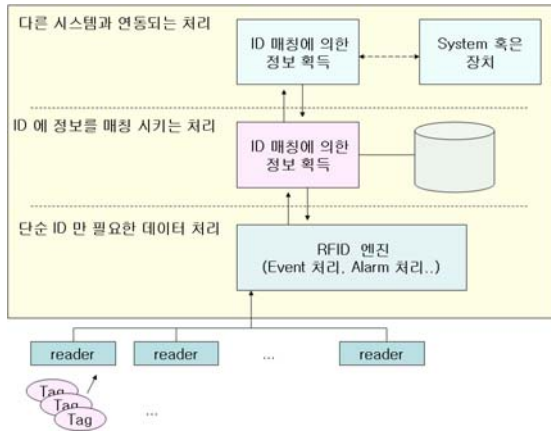 다른 시스템과 연동되는 처리
ID 매칭에 의한
정보 획득
System 혹은
장치
ID 에 정보를 매칭 시키는 처리
ID 매칭에 의한
정보 획득
단순 ID 만 필요한 데이터 처리
RFID 엔진
(Event 처리, Alarm 처리..)
reader
reader
...
reader
Tag
Tag
Tag
...